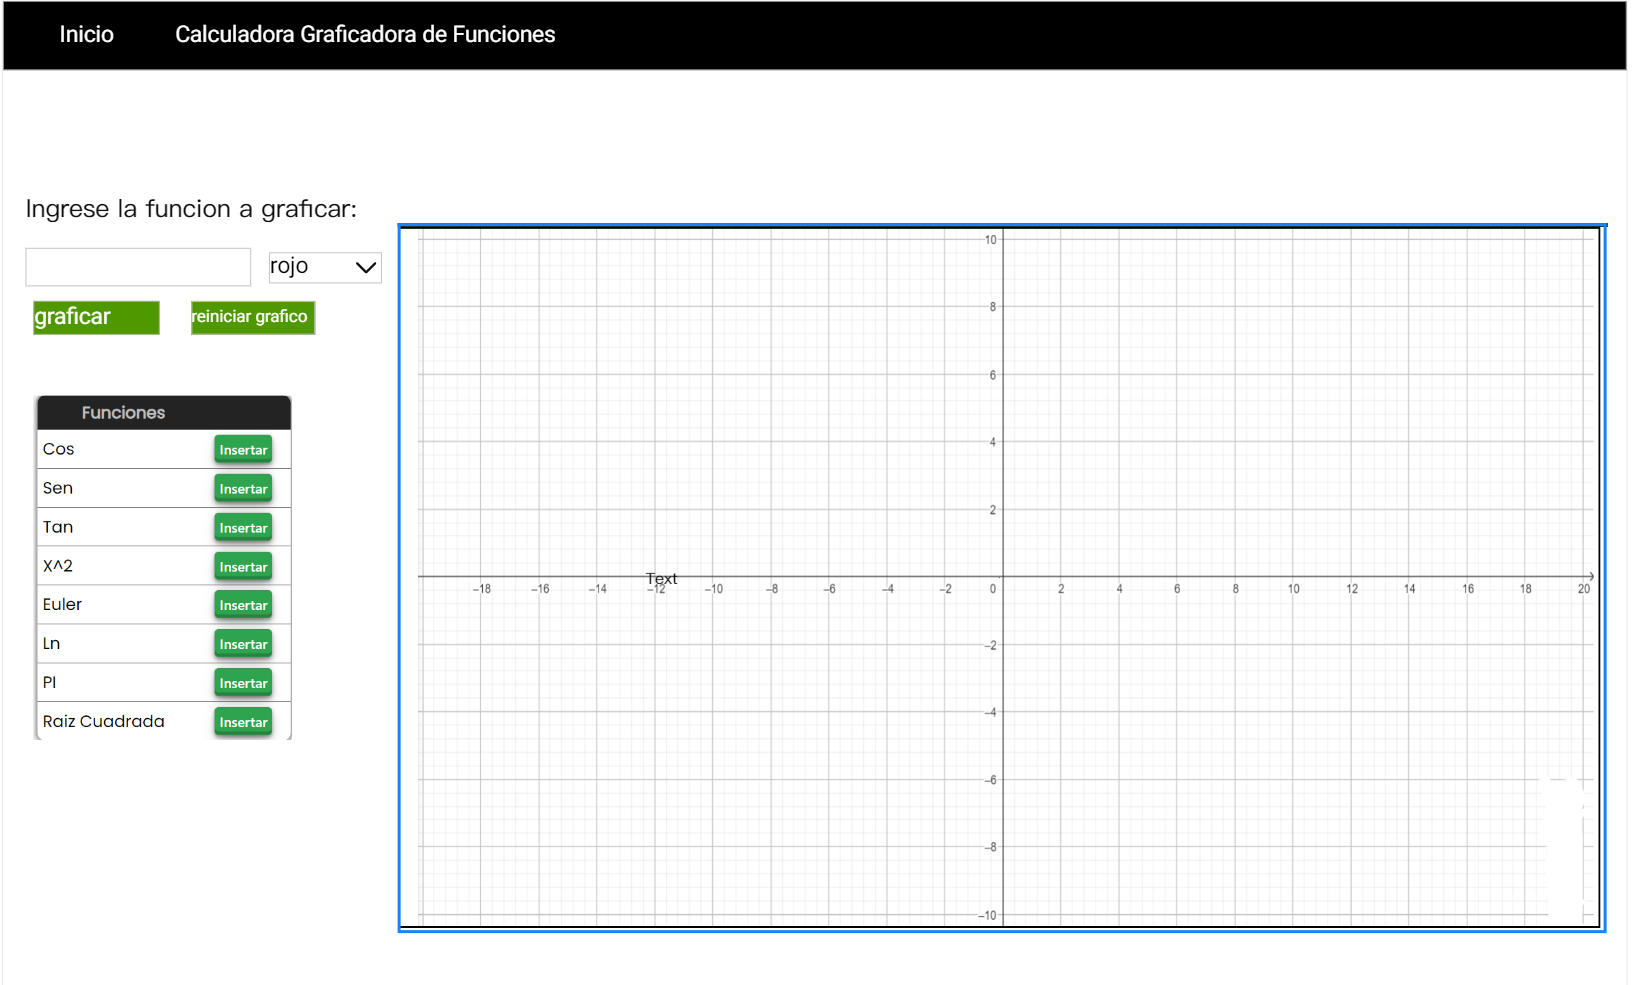 Inicio Calculadora Graficadora de Funciones
Ingrese la funcion a graficar:
rojo
graficar reiniciar grafico
Funciones
Cos Insertar
Sen Insertar
Tan Insertar
X^2 Insertar
Euler Insertar
Ln Insertar
PI Insertar
Raiz Cuadrada Insertar
10
8
6
4
2
Text
–18 –16 –14 –12 –10 –8 –6 –4 –2 0 2 4 6 8 10 12 14 16 18 20
–2
–4
–6
–8
–10